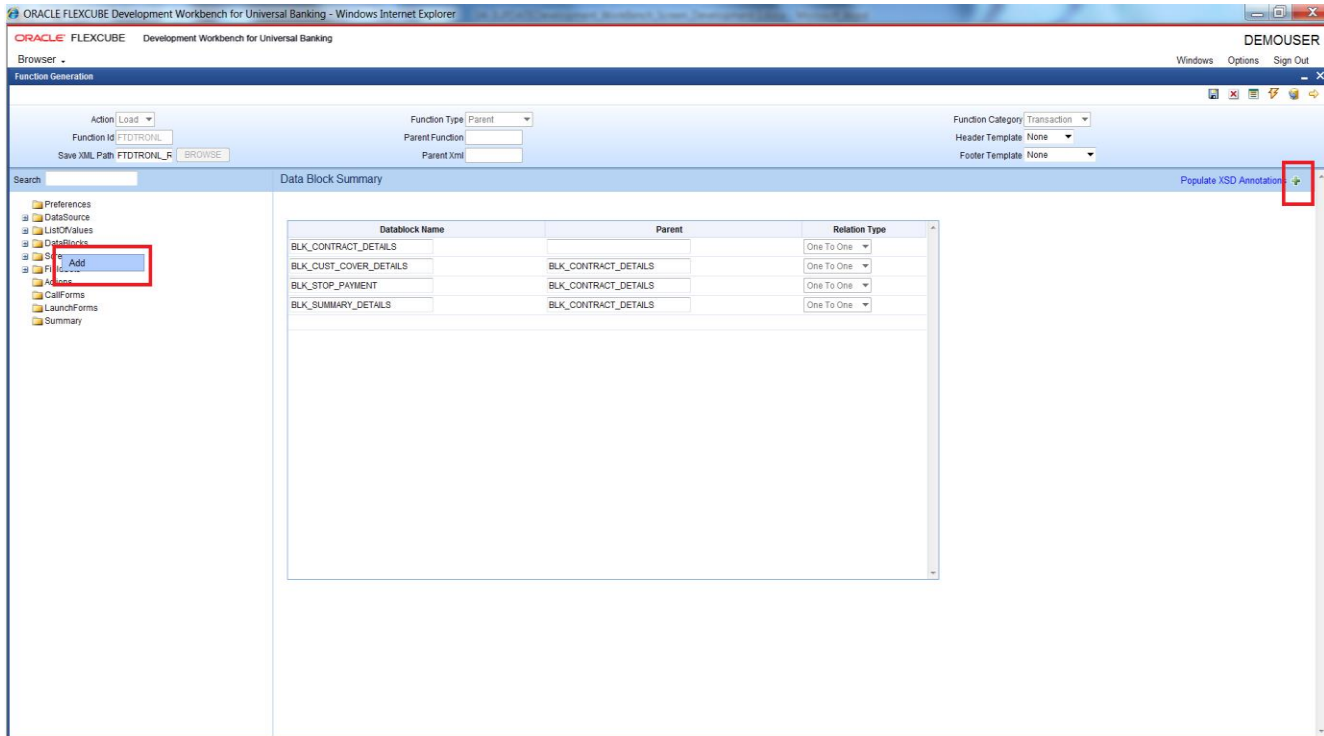 ORACLE FLEXCUBE Development Workbench for Universal Banking - Windows Internet Explorer
ORACLE FLEXCUBE Development Workbench for Universal Banking
DEMOUSER
Browser
Windows Options Sign Out
Function Generation
Action Load
Function Type Parent
Function Category Transaction
Function Id FTDTRONL
Parent Function
Header Template None
Save XML Path FTDTRONL_R BROWSE
Parent Xml
Footer Template None
Search
Data Block Summary
Populate XSD Annotations
Preferences
DataSource
ListOfValues
DataBlocks
Scre
Add
Actions
CallForms
LaunchForms
Summary
Datablock Name Parent Relation Type
BLK_CONTRACT_DETAILS One To One
BLK_CUST_COVER_DETAILS BLK_CONTRACT_DETAILS One To One
BLK_STOP_PAYMENT BLK_CONTRACT_DETAILS One To One
BLK_SUMMARY_DETAILS BLK_CONTRACT_DETAILS One To One